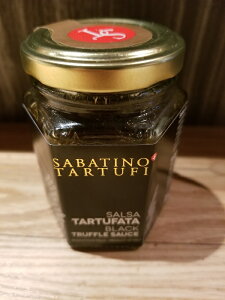 SABATINO
TARTUFI
SALSA
TARTUFATA
BLACK
TRUFFLE SAUCE